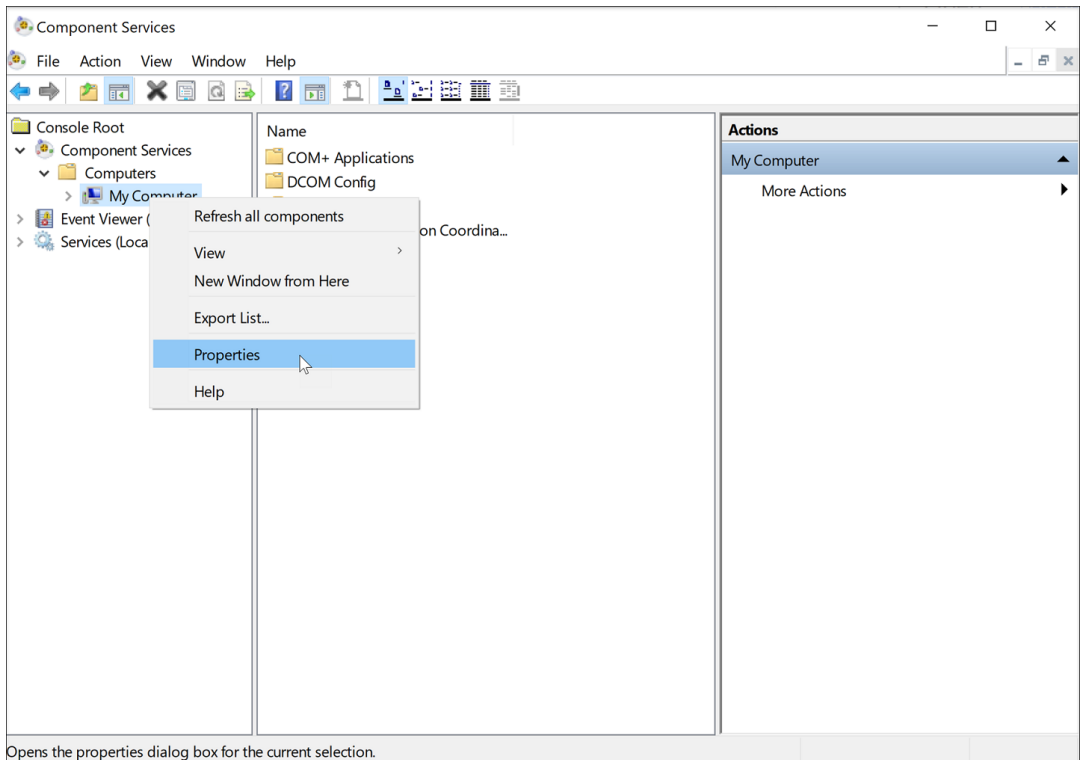 Component Services
File Action View Window Help
Console Root
Component Services
Computers
My Computer
Event Viewer (
Services (Loca
Name
COM+ Applications
DCOM Config
on Coordina...
Refresh all components
View
New Window from Here
Export List...
Properties
Help
Actions
My Computer
More Actions
Opens the properties dialog box for the current selection.